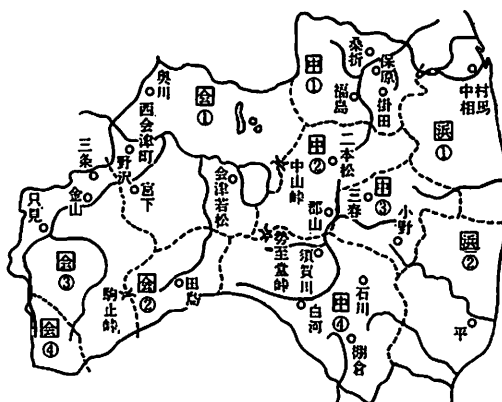 奥川
西会津町
会
①
中
①
桑折
保原
掛田
福島
中村
相馬
浜
①
三条
野沢
宮下
金山
只見
会津若松
中
②
二本松
中山峠
三春
中
③
小野
郡山
勢至堂峠
須賀川
浜
②
会
③
会
②
田島
駒止峠
会
④
白河
中
④
石川
棚倉
平